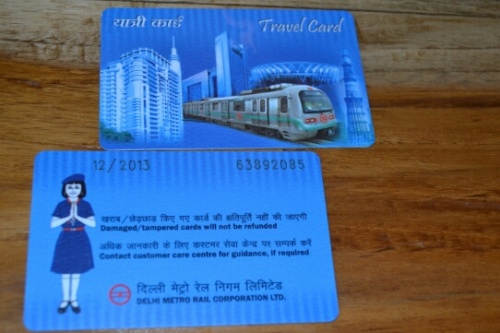 यात्री कार्ड Travel Card
12/2013 63892085
खराब/छेड़छाड़ किए गए कार्ड की क्षतिपूर्ति नहीं की जाएगी
Damaged/tampered cards will not be refunded
अधिक जानकारी के लिए कस्टमर सेवा केन्द्र पर सम्पर्क करें
Contact customer care centre for guidance, if required
दिल्ली मेट्रो रेल निगम लिमिटेड
DELHI METRO RAIL CORPORATION LTD.